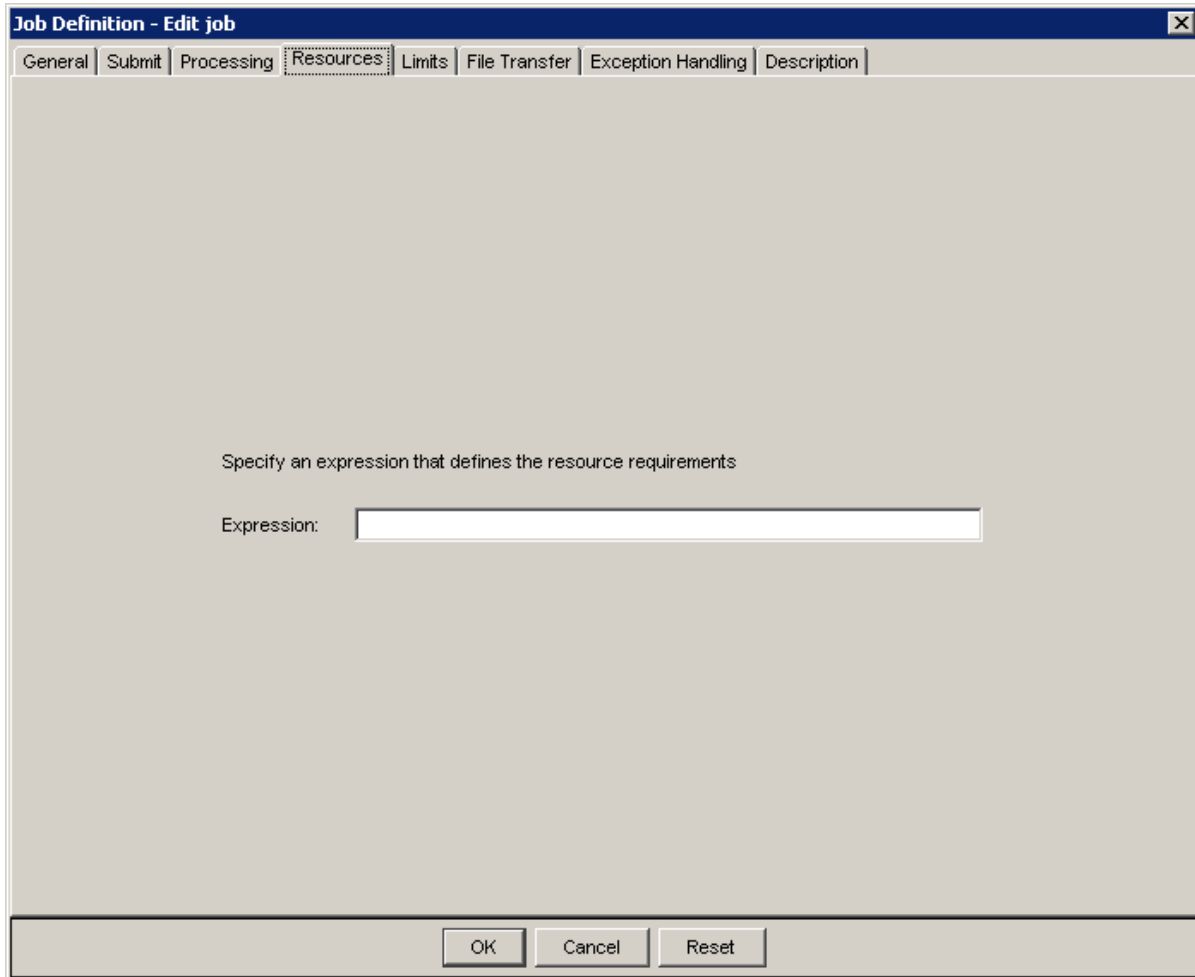 Job Definition - Edit job
General Submit Processing Resources Limits File Transfer Exception Handling Description
Specify an expression that defines the resource requirements
Expression:
OK Cancel Reset